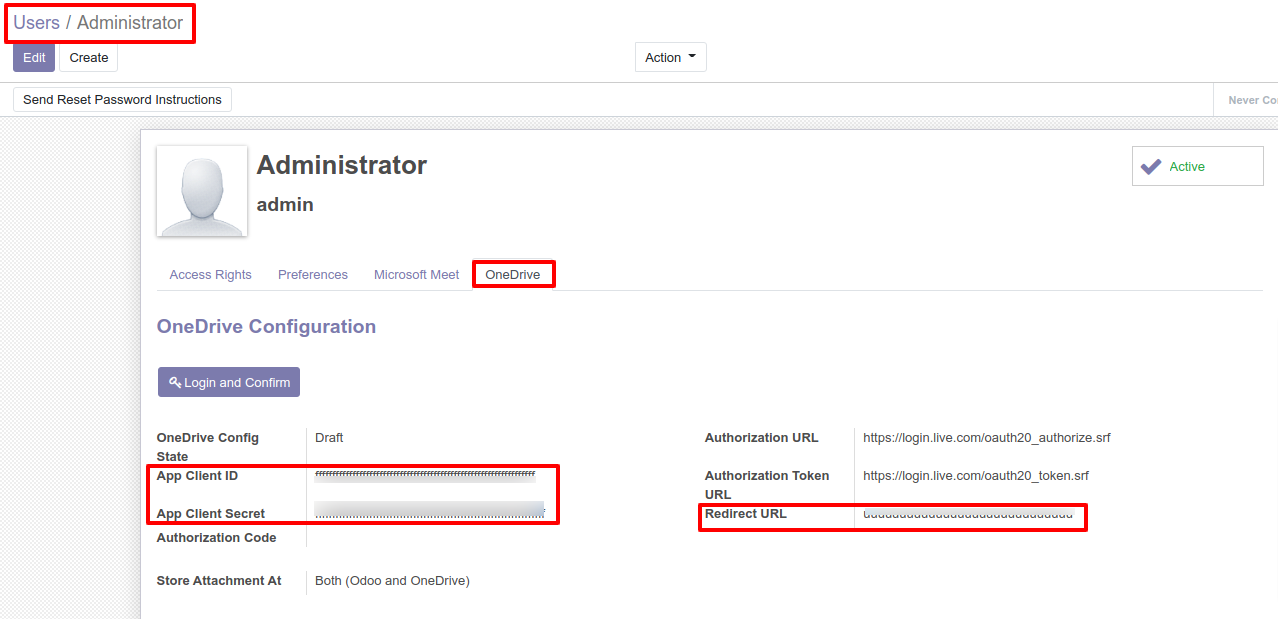 Users / Administrator
Edit
Create
Action
Send Reset Password Instructions
Never Co
Administrator
admin
Active
Access Rights
Preferences
Microsoft Meet
OneDrive
OneDrive Configuration
Login and Confirm
OneDrive Config State
Draft
App Client ID
App Client Secret
Authorization Code
Store Attachment At
Both (Odoo and OneDrive)
Authorization URL
https://login.live.com/oauth20_authorize.srf
Authorization Token URL
https://login.live.com/oauth20_token.srf
Redirect URL